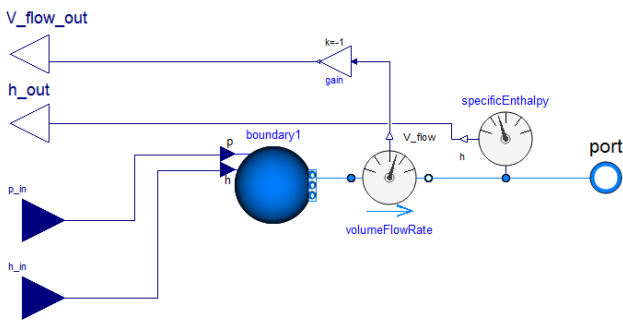 V_flow_out
k=-1
gain
h_out
specificEnthalpy
boundary1
p
V_flow
h
port
h
p_in
volumeFlowRate
h_in